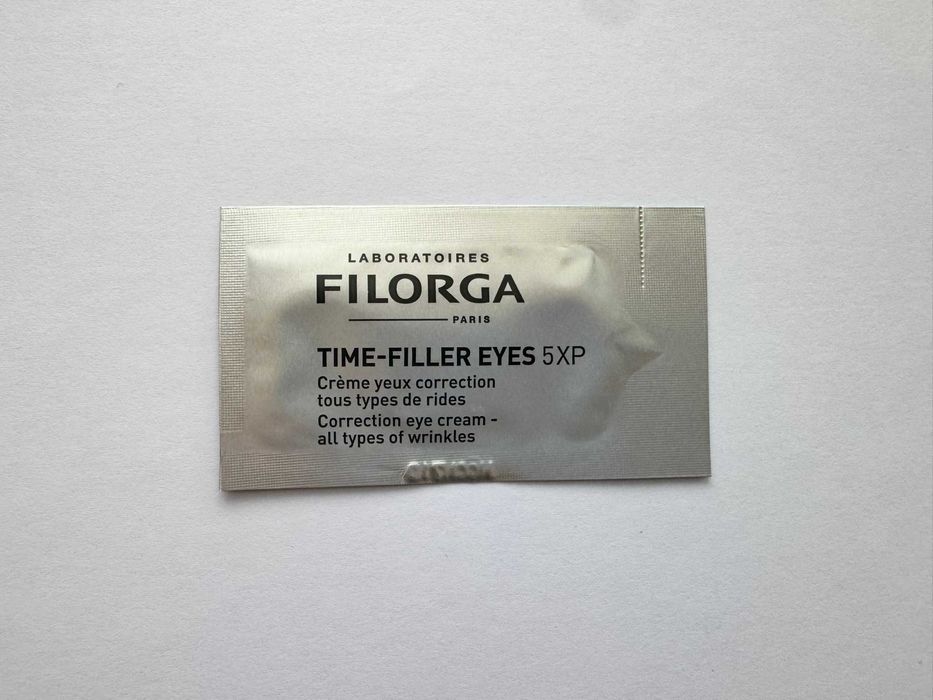 LABORATOIRES
FILORGA
PARIS
TIME-FILLER EYES 5XP
Crème yeux correction
tous types de rides
Correction eye cream -
all types of wrinkles